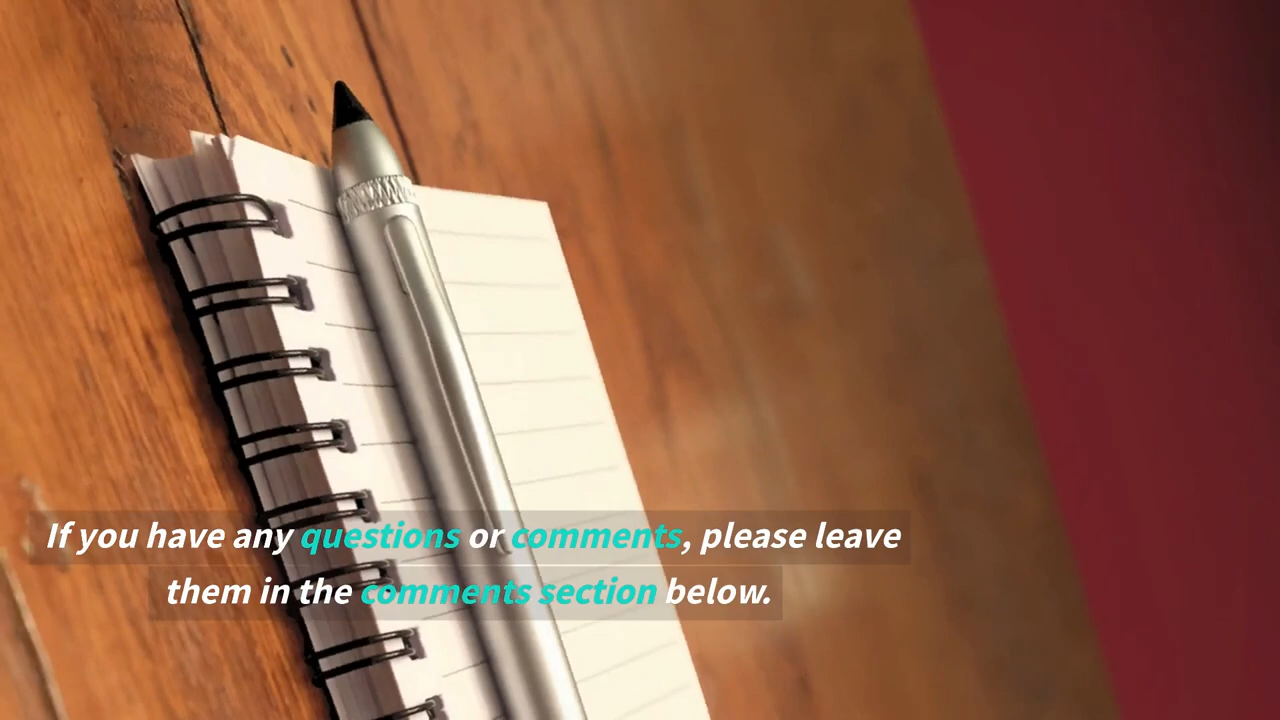 If you have any questions or comments, please leave
them in the comments section below.